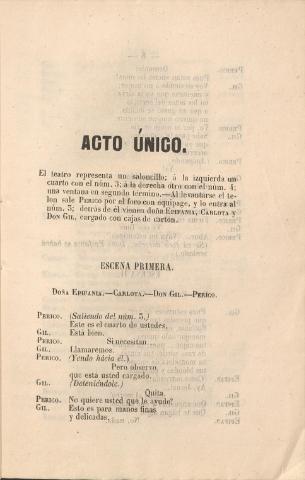 ACTO ÚNICO.
El teatro representa un saloncillo; á la izquierda un
cuarto con el núm. 3; á la derecha otro con el núm. 4;
una ventana en segundo término.—Al levantarse el te-
lon sale PERICO por el foro con equipage, y lo entra al
núm. 3; detrás de él vienen doña EPIFANIA, CARLOTA y
DON GIL, cargado con cajas de carton.
ESCENA PRIMERA.
DOÑA EPIFANIA.—CARLOTA.—DON GIL.—PERICO.
PERICO. (Saliendo del núm. 3.)
Este es el cuarto de ustedes.
GIL. Está bien.
PERICO. Si necesitan...
GIL. Llamaremos.
PERICO. (Yendo hácia él.)
Pero observo,
que está usted cargado.
GIL. (Deteniéndole.)
Quita.
PERICO. No quiere usted que le ayude?
GIL. Esto es para manos finas
y delicadas.